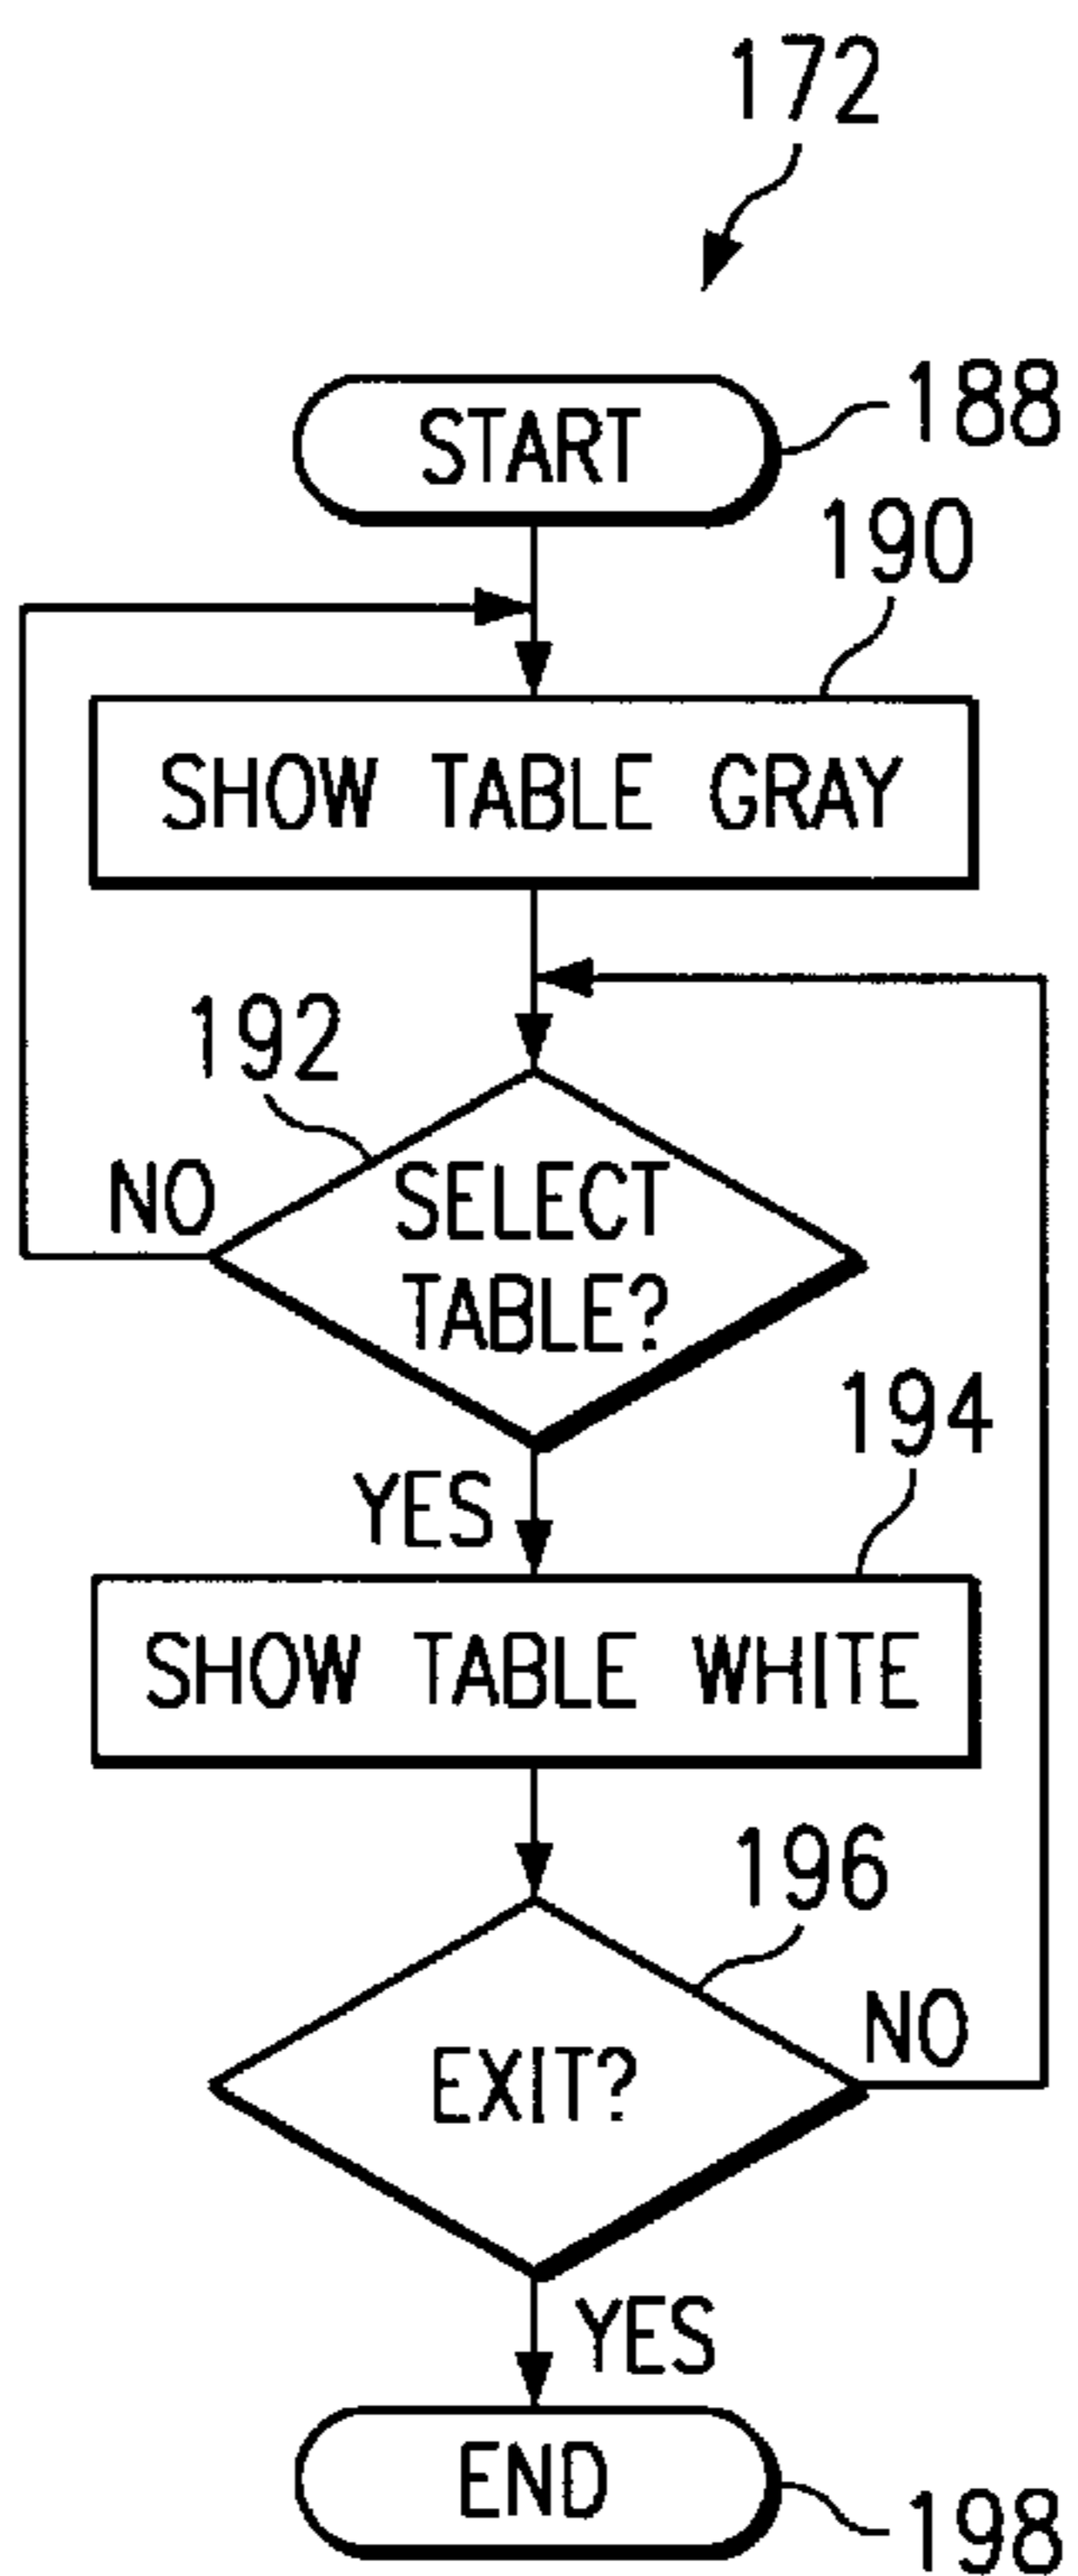 172
START
188
190
SHOW TABLE GRAY
192
NO
SELECT
TABLE?
194
YES
SHOW TABLE WHITE
196
NO
EXIT?
YES
END
198